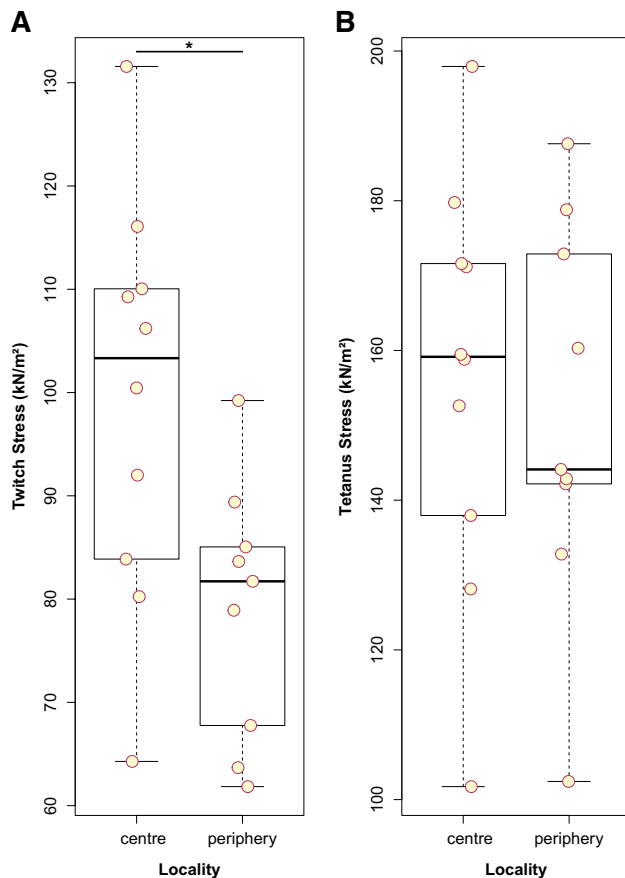 A
Twitch Stress (kN/m²)
130
120
110
100
90
80
70
60
*
centre
periphery
Locality
B
Tetanus Stress (kN/m²)
200
180
160
140
120
100
centre
periphery
Locality